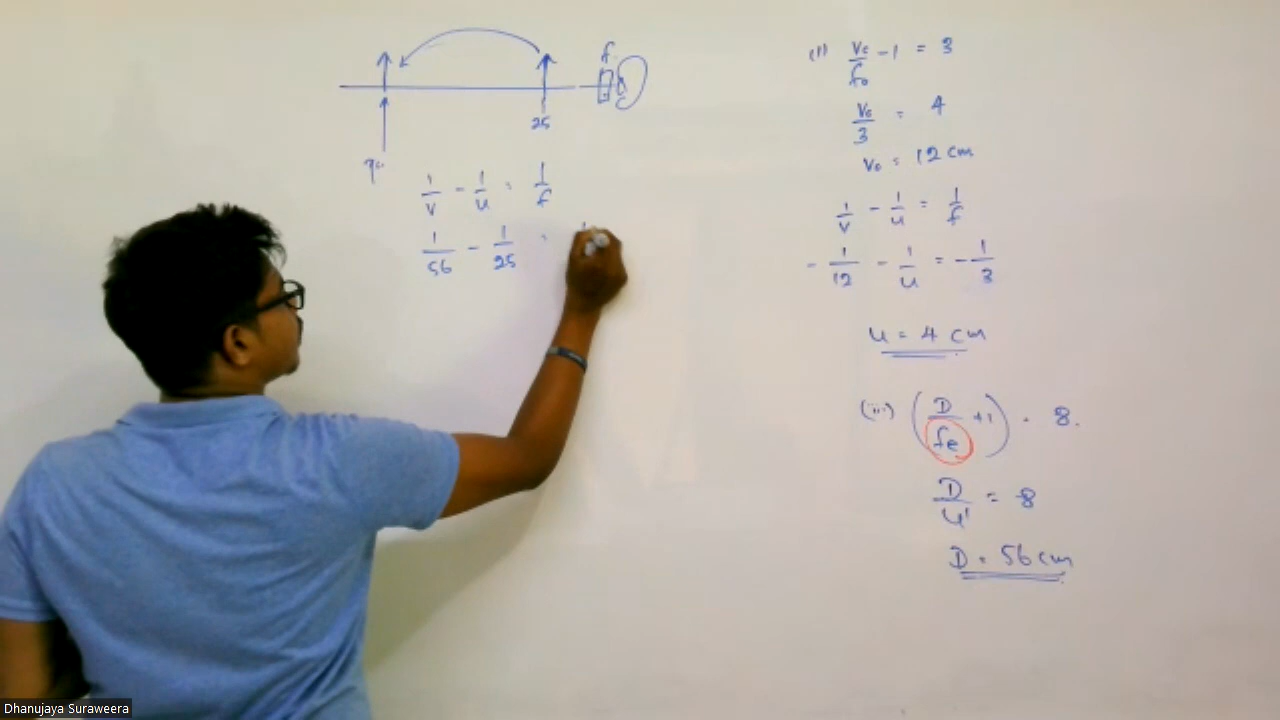 f
25
1/v - 1/u = 1/f
1/56 - 1/25 =
(i) Vo/fo - 1 = 3
Vo/3 = 4
Vo = 12 cm
1/v - 1/u = 1/f
- 1/12 - 1/u = - 1/3
u = 4 cm
(iii) (D/fe + 1) = 8.
D/u' = 8
D = 56 cm
Dhanujaya Suraweera